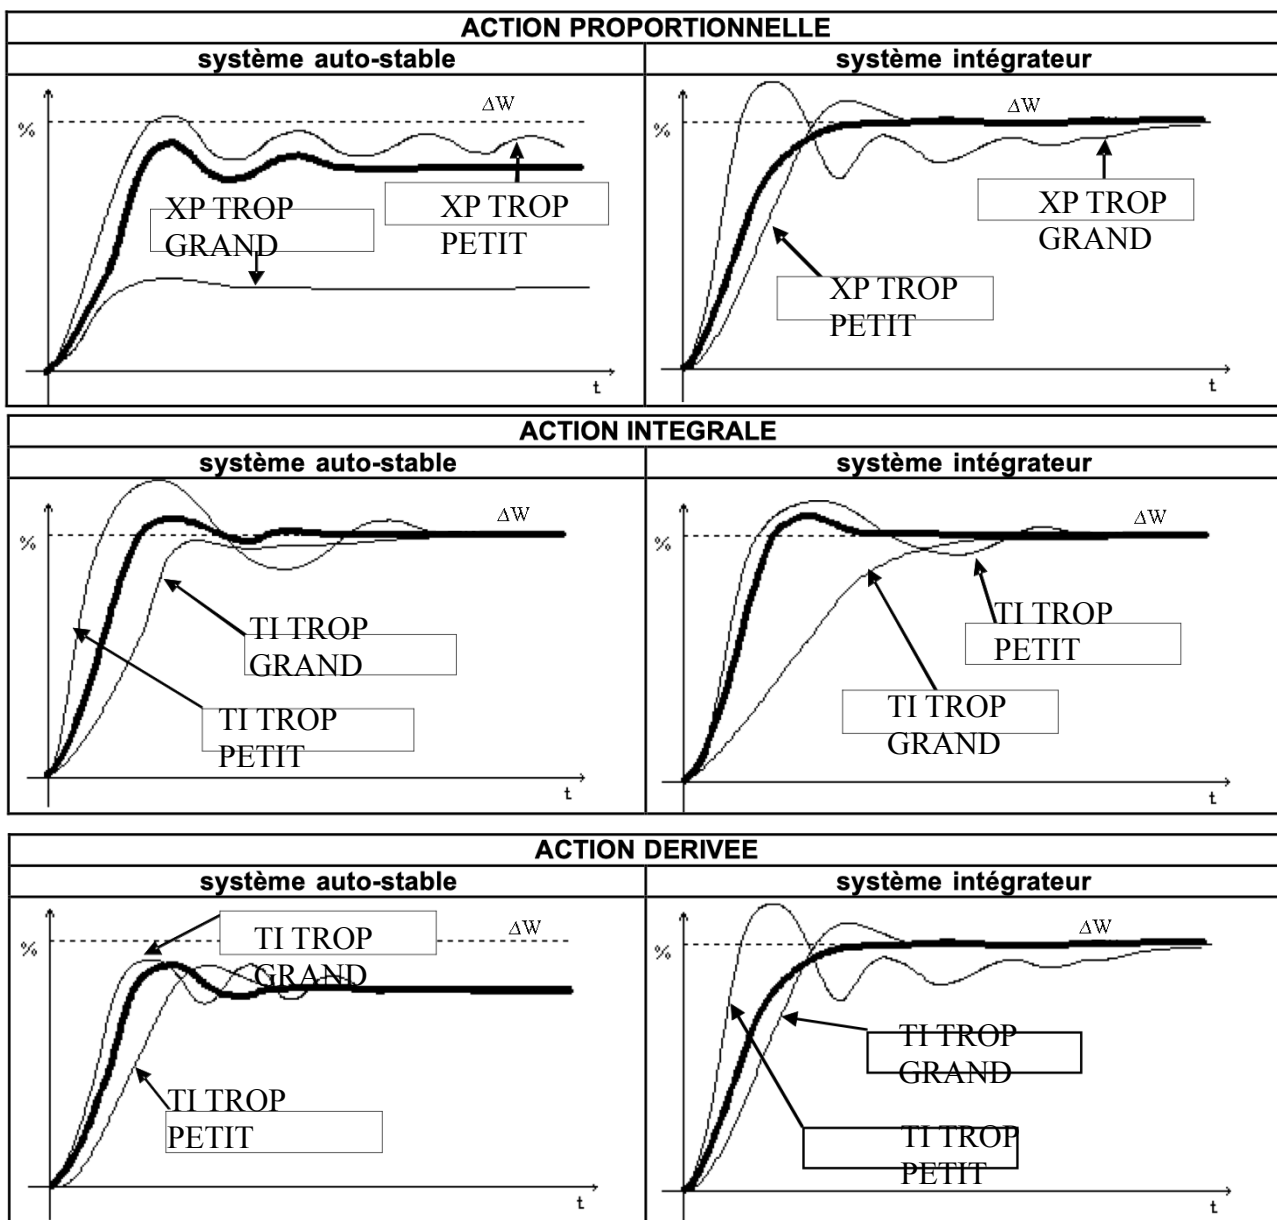 ACTION PROPORTIONNELLE
système auto-stable
système intégrateur
%
ΔW
XP TROP
GRAND
XP TROP
PETIT
t
%
ΔW
XP TROP
GRAND
XP TROP
PETIT
t
ACTION INTEGRALE
système auto-stable
système intégrateur
%
ΔW
TI TROP
GRAND
TI TROP
PETIT
t
%
ΔW
TI TROP
PETIT
TI TROP
GRAND
t
ACTION DERIVEE
système auto-stable
système intégrateur
%
ΔW
TI TROP
GRAND
TI TROP
PETIT
t
%
ΔW
TI TROP
GRAND
TI TROP
PETIT
t